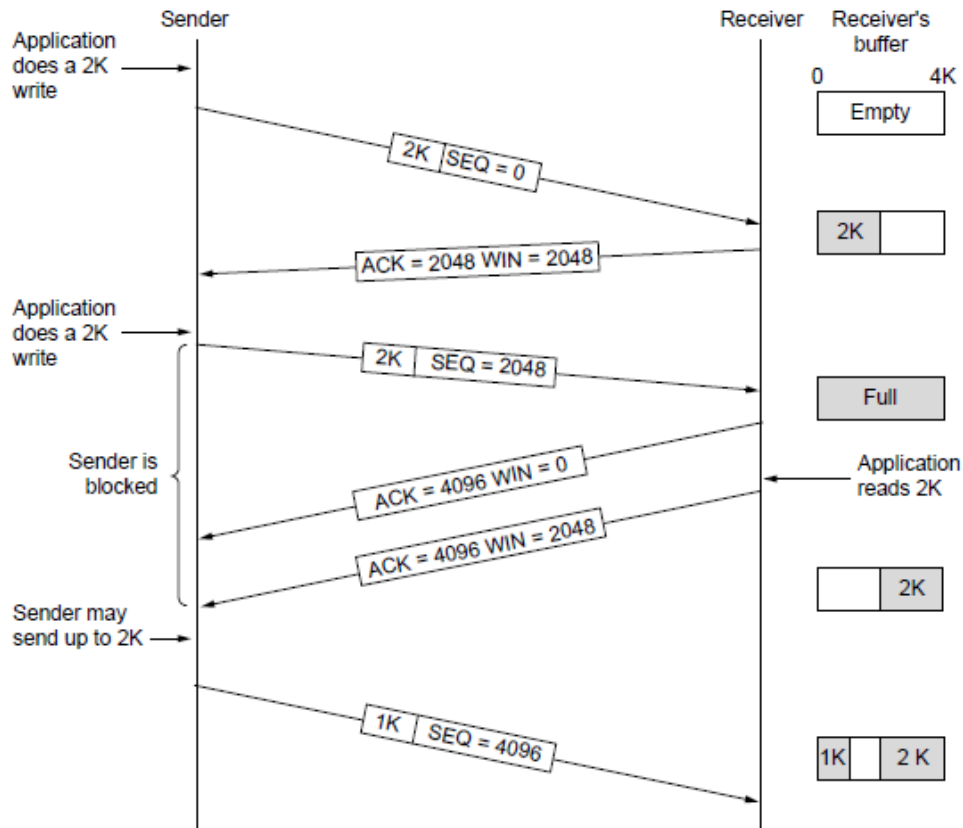 Sender
Receiver
Receiver's
buffer
Application
does a 2K
write
0 4K
Empty
2K SEQ = 0
2K
ACK = 2048 WIN = 2048
Application
does a 2K
write
2K SEQ = 2048
Full
Sender is
blocked
ACK = 4096 WIN = 0
Application
reads 2K
ACK = 4096 WIN = 2048
2K
Sender may
send up to 2K
1K SEQ = 4096
1K 2 K